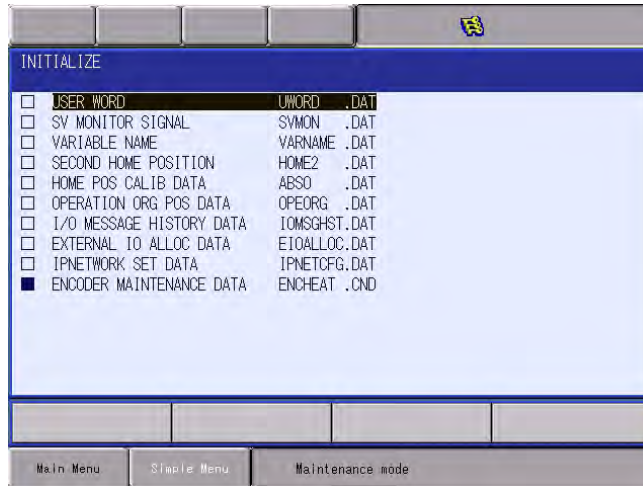 INITIALIZE
USER WORD UWORD .DAT
SV MONITOR SIGNAL SVMON .DAT
VARIABLE NAME VARNAME .DAT
SECOND HOME POSITION HOME2 .DAT
HOME POS CALIB DATA ABSO .DAT
OPERATION ORG POS DATA OPEORG .DAT
I/O MESSAGE HISTORY DATA IOMSGHST.DAT
EXTERNAL IO ALLOC DATA EIOALLOC.DAT
IPNETWORK SET DATA IPNETCFG.DAT
ENCODER MAINTENANCE DATA ENCHEAT .CND
Main Menu Simple Menu Maintenance mode